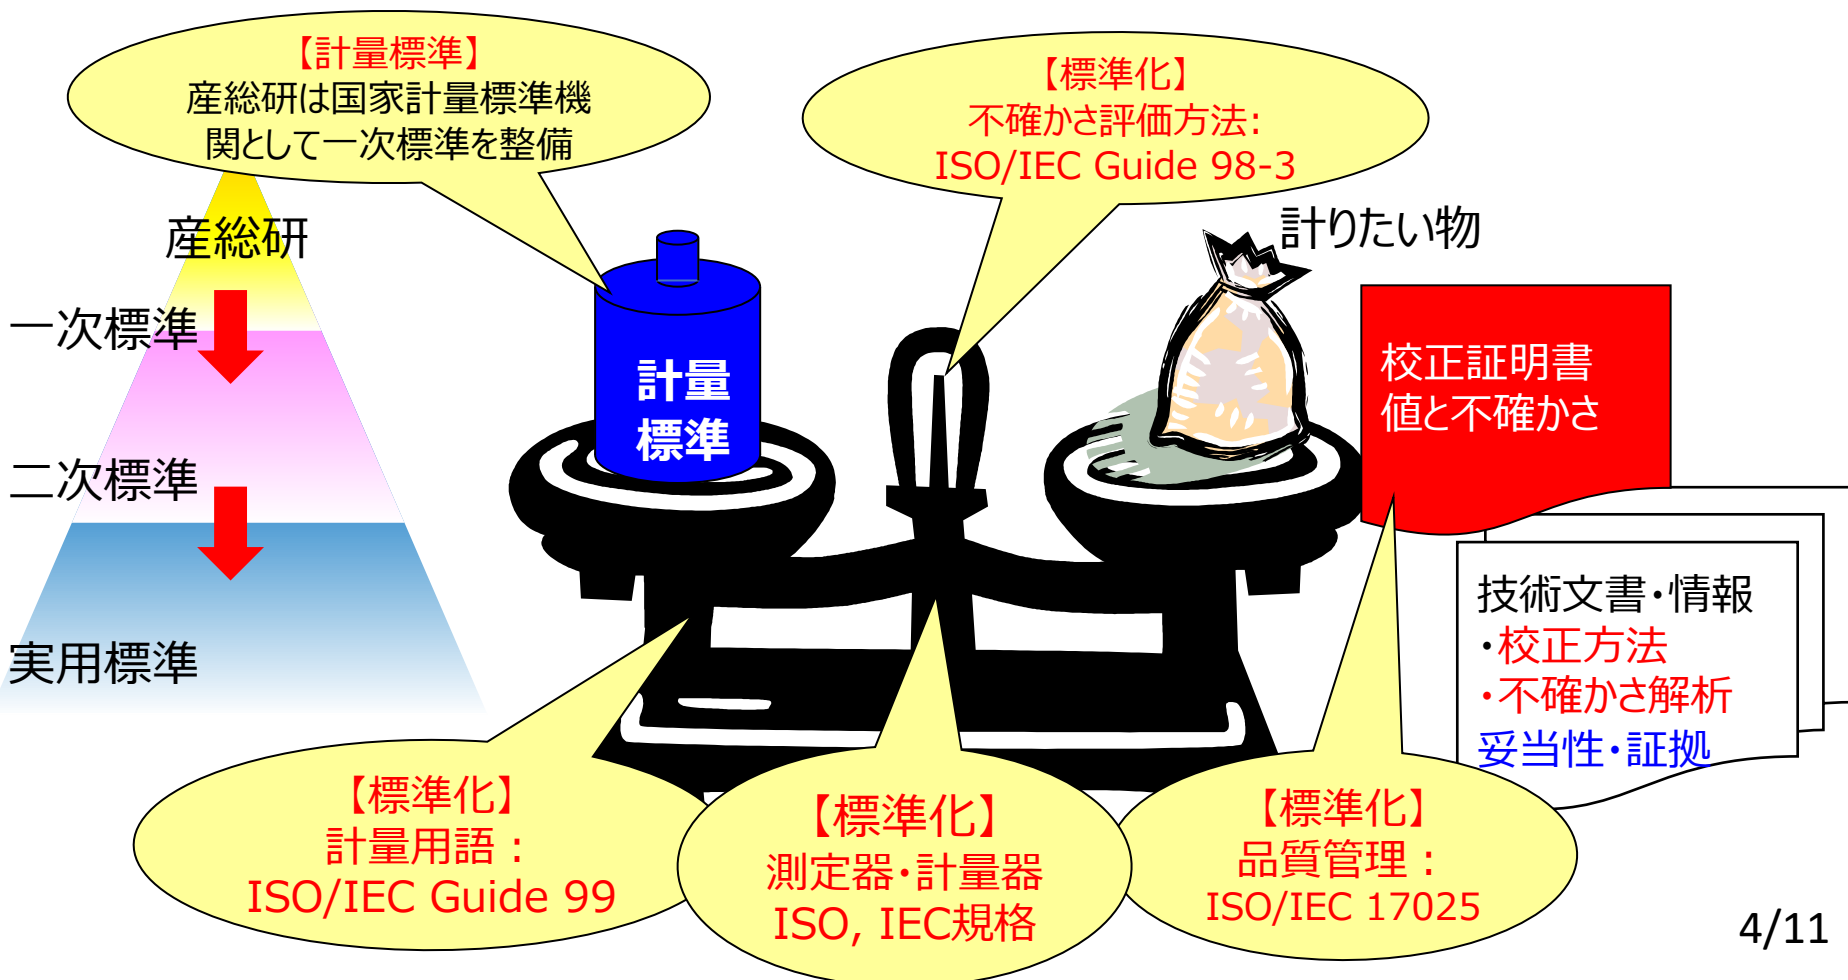 【計量標準】
産総研は国家計量標準機
関として一次標準を整備
【標準化】
不確かさ評価方法:
ISO/IEC Guide 98-3
産総研
一次標準
二次標準
実用標準
計量
標準
計りたい物
校正証明書
値と不確かさ
技術文書・情報
・校正方法
・不確かさ解析
妥当性・証拠
【標準化】
計量用語：
ISO/IEC Guide 99
【標準化】
測定器・計量器
ISO, IEC規格
【標準化】
品質管理：
ISO/IEC 17025
4/11